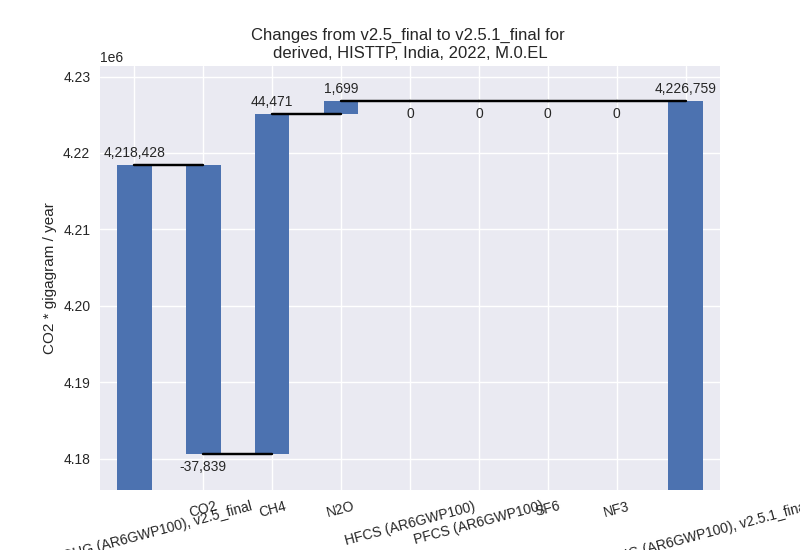 Changes from v2.5_final to v2.5.1_final for
derived, HISTTP, India, 2022, M.0.EL
1e6
4.23
4.22
4.21
4.20
4.19
4.18
CO2 * gigagram / year
4,218,428
-37,839
44,471
1,699
0
0
0
0
4,226,759
(AR6GWP100), v2.5_final
CO2
CH4
N2O
HFCS (AR6GWP100)
PFCS (AR6GWP100)
SF6
NF3
(AR6GWP100), v2.5.1_final